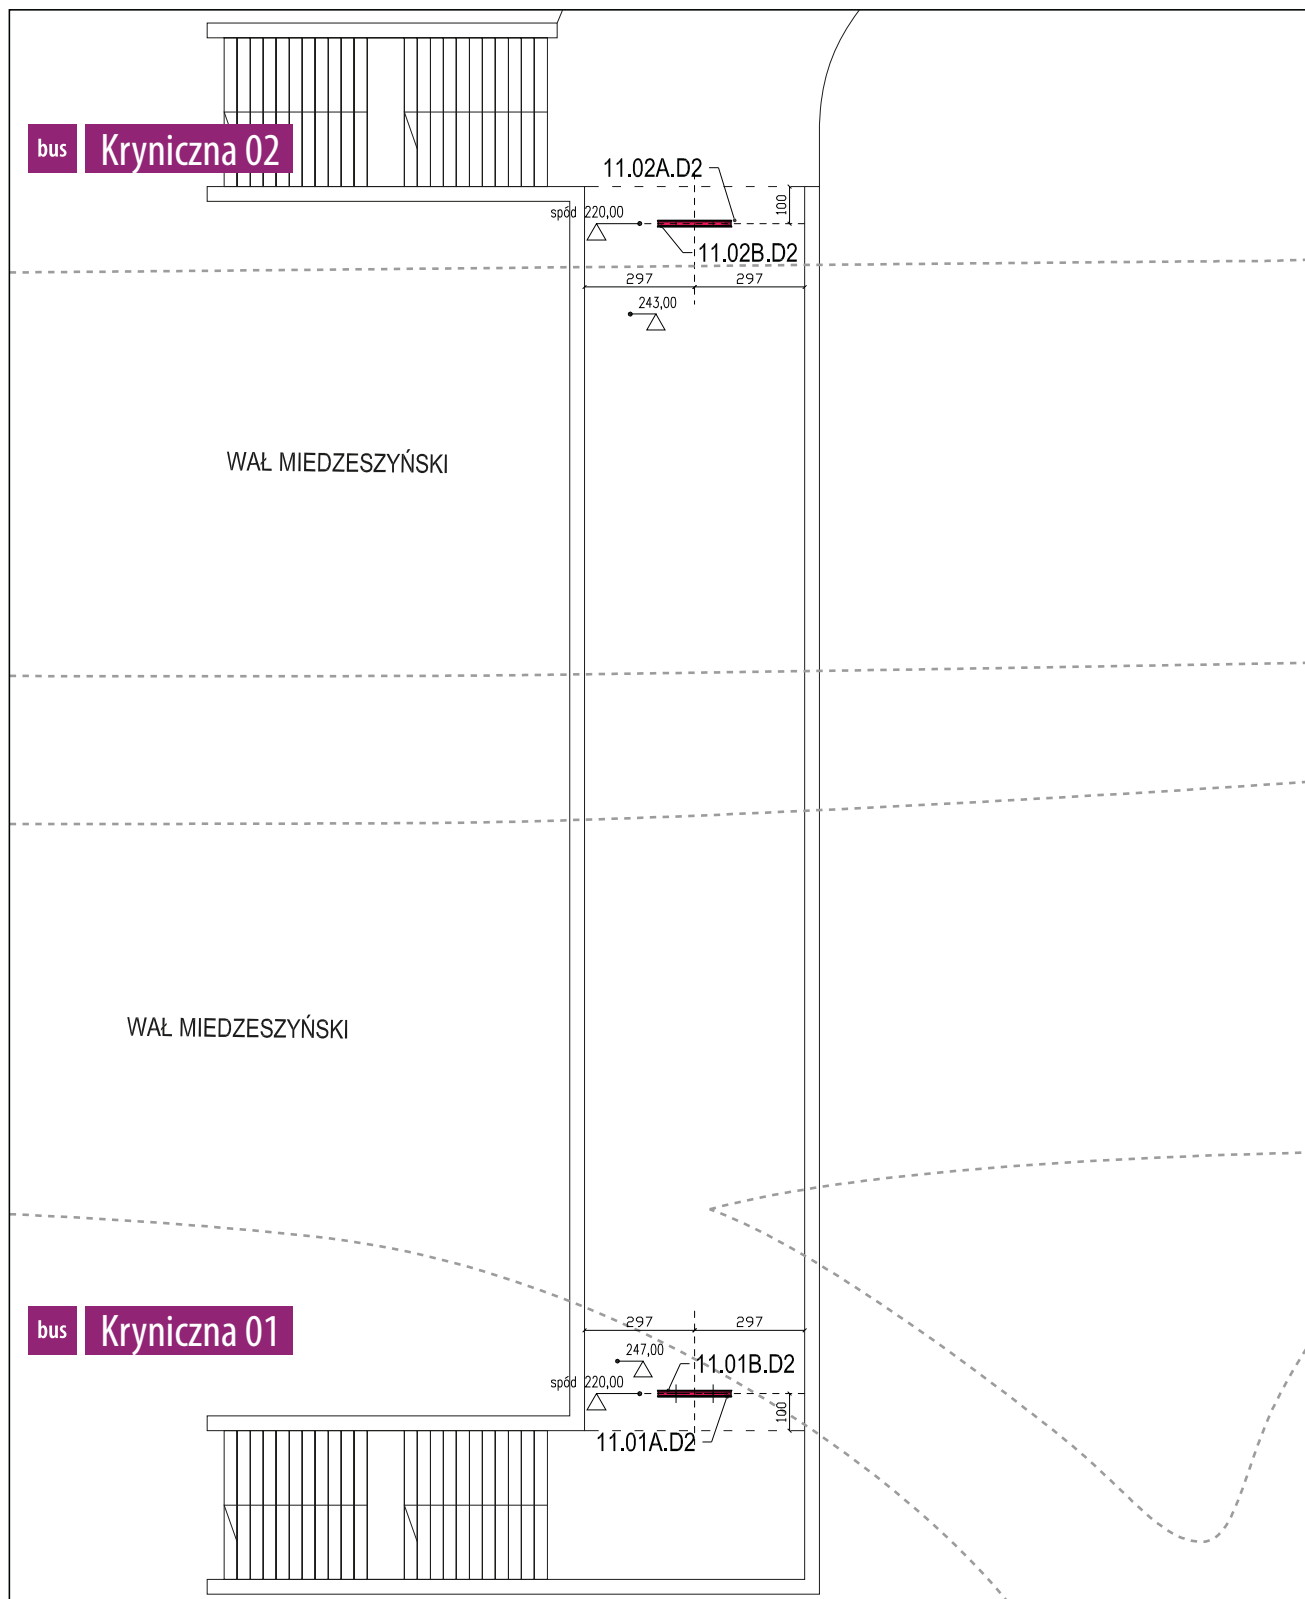 bus Kryniczna 02
11.02A.D2
100
spód 220,00
11.02B.D2
297 297
243,00
WAŁ MIEDZESZYŃSKI
WAŁ MIEDZESZYŃSKI
bus Kryniczna 01
297 297
247,00
11.01B.D2
spód 220,00
100
11.01A.D2